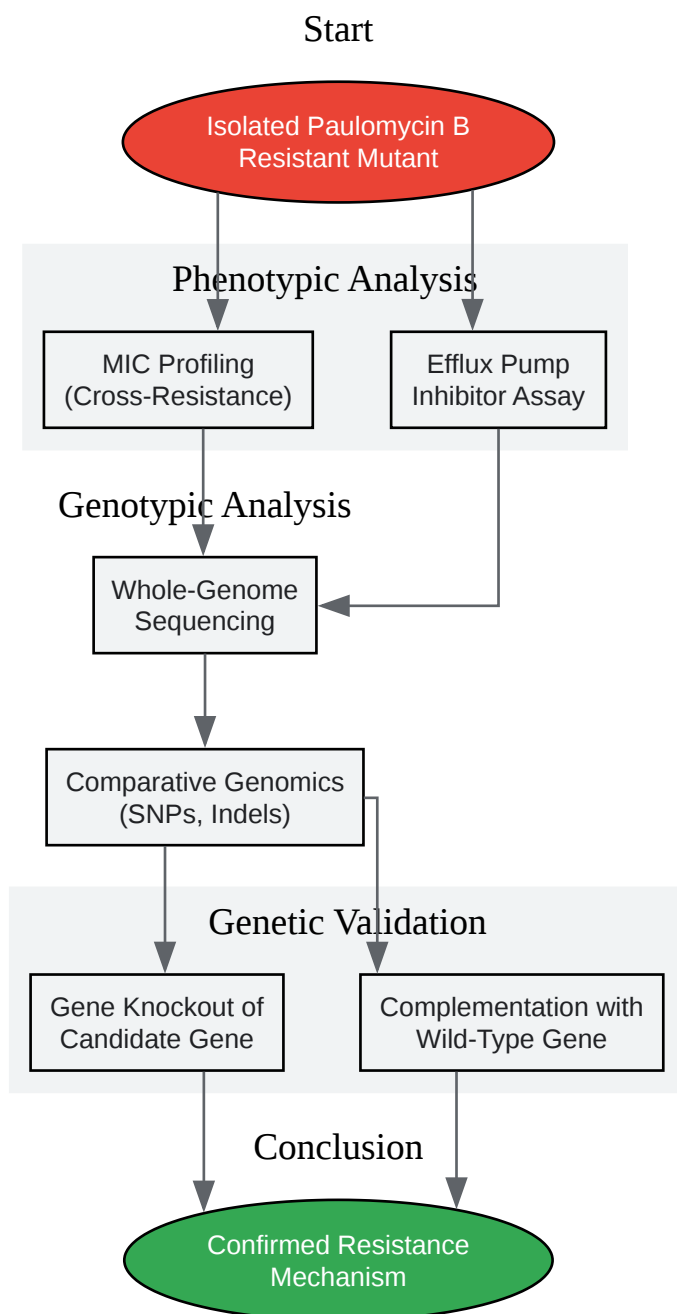 Start
Isolated Paulomycin B
Resistant Mutant
Phenotypic Analysis
MIC Profiling
(Cross-Resistance)
Efflux Pump
Inhibitor Assay
Genotypic Analysis
Whole-Genome
Sequencing
Comparative Genomics
(SNPs, Indels)
Genetic Validation
Gene Knockout of
Candidate Gene
Complementation with
Wild-Type Gene
Conclusion
Confirmed Resistance
Mechanism